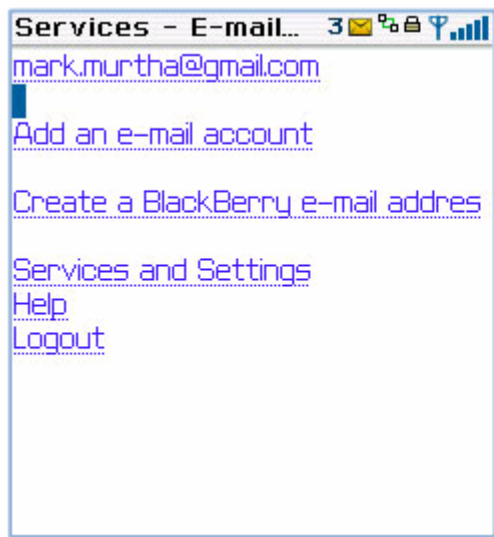 Services - E-mail... 3
mark.murtha@gmail.com
Add an e-mail account
Create a BlackBerry e-mail addres
Services and Settings
Help
Logout